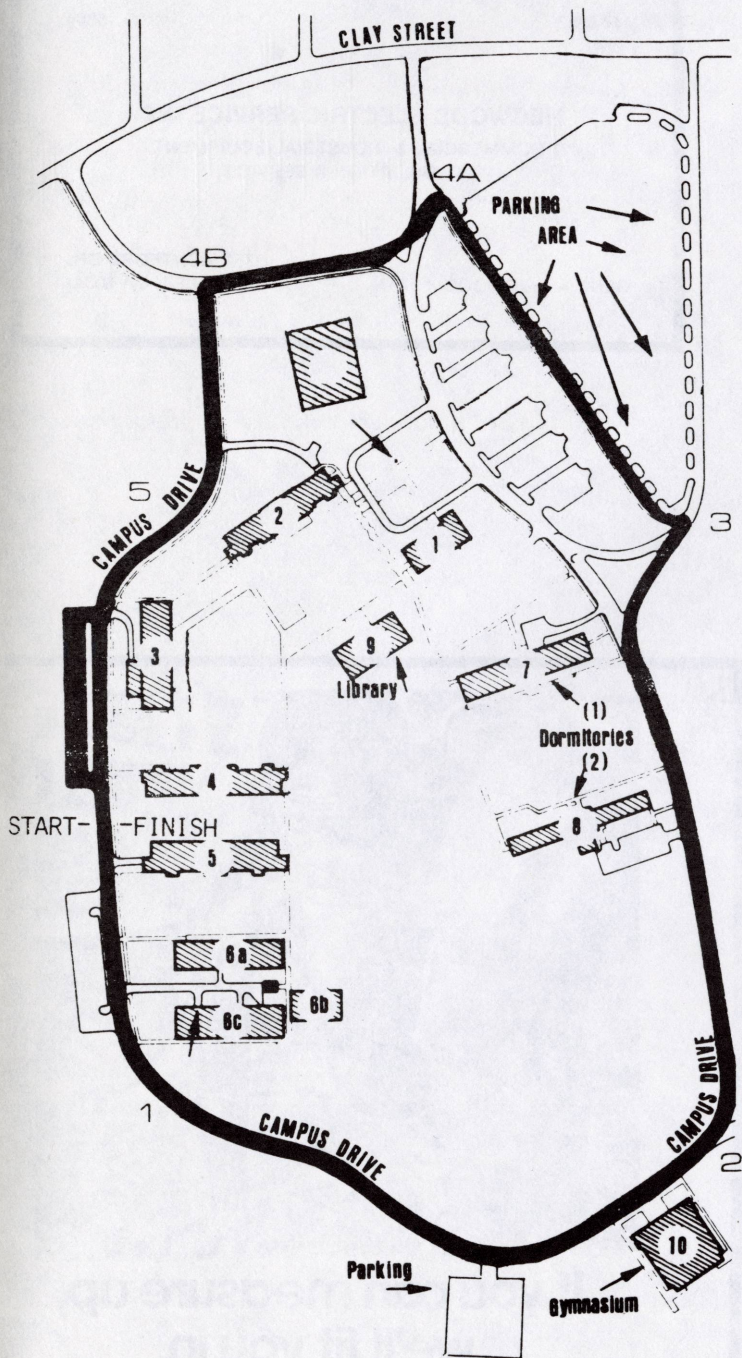 CLAY STREET
4A
PARKING
AREA
4B
5
CAMPUS DRIVE
3
2
1
3
9
Library
7
(1)
Dormitories
(2)
4
8
START- -FINISH
5
6a
6b
6c
1
CAMPUS DRIVE
CAMPUS DRIVE
2
10
Parking
Gymnasium